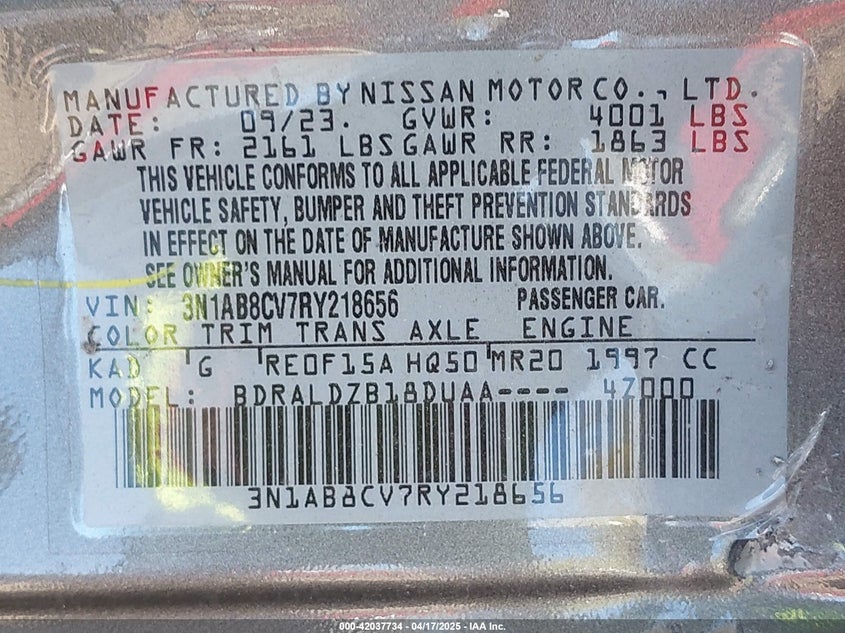 MANUFACTURED BY NISSAN MOTOR CO., LTD.
DATE: 09/23. GVWR: 4001 LBS
GAWR FR: 2161 LBS GAWR RR: 1863 LBS
THIS VEHICLE CONFORMS TO ALL APPLICABLE FEDERAL MOTOR
VEHICLE SAFETY, BUMPER AND THEFT PREVENTION STANDARDS
IN EFFECT ON THE DATE OF MANUFACTURE SHOWN ABOVE.
SEE OWNER'S MANUAL FOR ADDITIONAL INFORMATION.
VIN: 3N1AB8CV7RY218656 PASSENGER CAR.
COLOR TRIM TRANS AXLE ENGINE
KAD G RE0F15A HQ50 MR20 1997 CC
MODEL: BDRALDZB18DUAA---- 4Z000
3N1AB8CV7RY218656
000-42037734 - 04/17/2025 - IAA Inc.